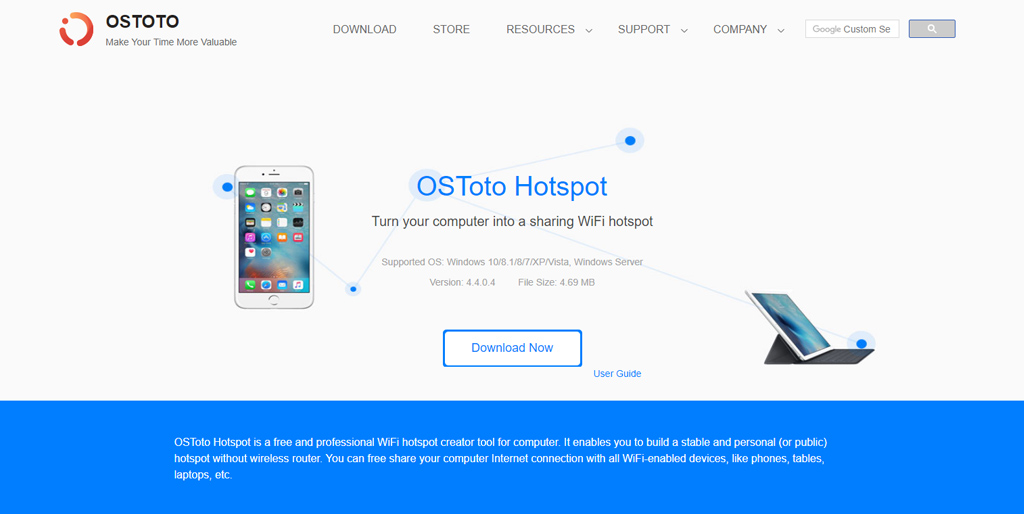 OSTOTO
Make Your Time More Valuable
DOWNLOAD
STORE
RESOURCES
SUPPORT
COMPANY
Google Custom Se
OSToto Hotspot
Turn your computer into a sharing WiFi hotspot
Supported OS: Windows 10/8.1/8/7/XP/Vista, Windows Server
Version: 4.4.0.4 File Size: 4.69 MB
Download Now
User Guide
OSToto Hotspot is a free and professional WiFi hotspot creator tool for computer. It enables you to build a stable and personal (or public)
hotspot without wireless router. You can free share your computer Internet connection with all WiFi-enabled devices, like phones, tables,
laptops, etc.